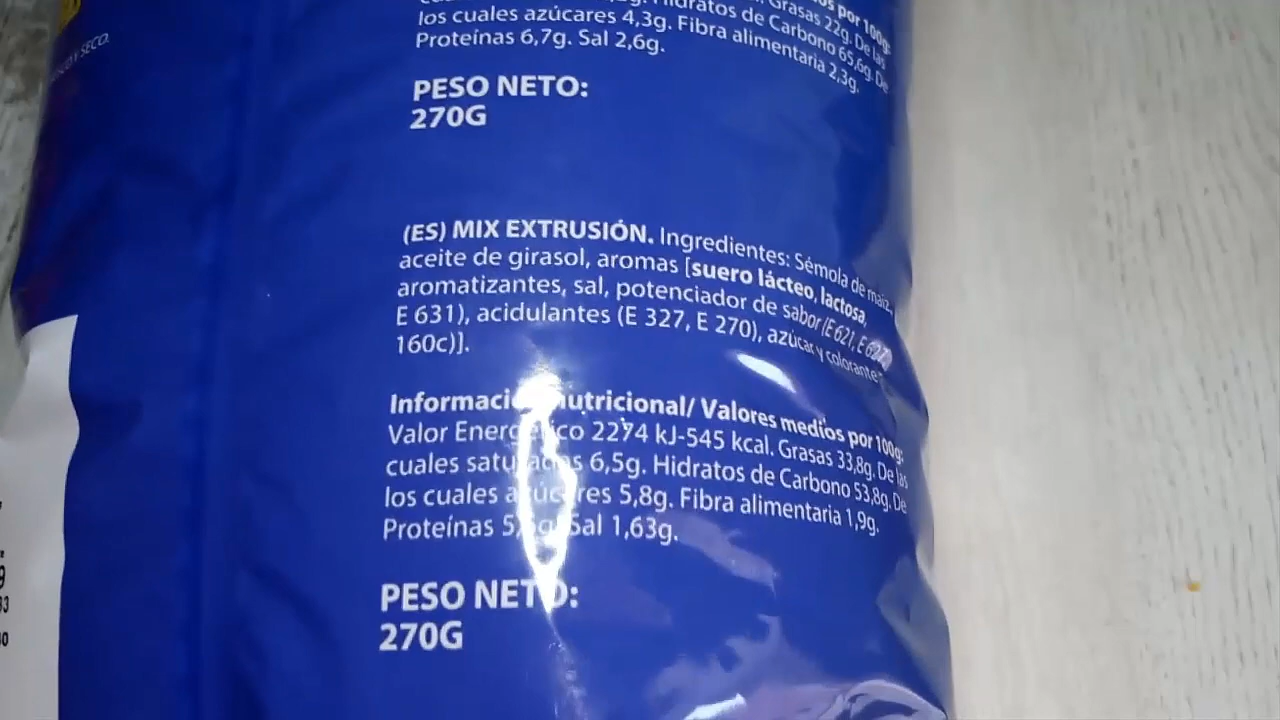 SECO.
Grasas 22g. De las
Hidratos de Carbono 65,6g. De
los cuales azúcares 4,3g. Fibra alimentaria 2,3g.
Proteínas 6,7g. Sal 2,6g.
PESO NETO:
270G
(ES) MIX EXTRUSIÓN. Ingredientes: Sémola de maíz,
aceite de girasol, aromas [suero lácteo, lactosa,
aromatizantes, sal, potenciador de sabor (E 621,
E 631), acidulantes (E 327, E 270), azúcar y colorante
160c)].
Información nutricional/ Valores medios por 100g:
Valor Energético 2274 kJ-545 kcal. Grasas 33,8g. De las
cuales saturadas 6,5g. Hidratos de Carbono 53,8g. De
los cuales azúcares 5,8g. Fibra alimentaria 1,9g.
Proteínas Sal 1,63g.
PESO NETO:
270G